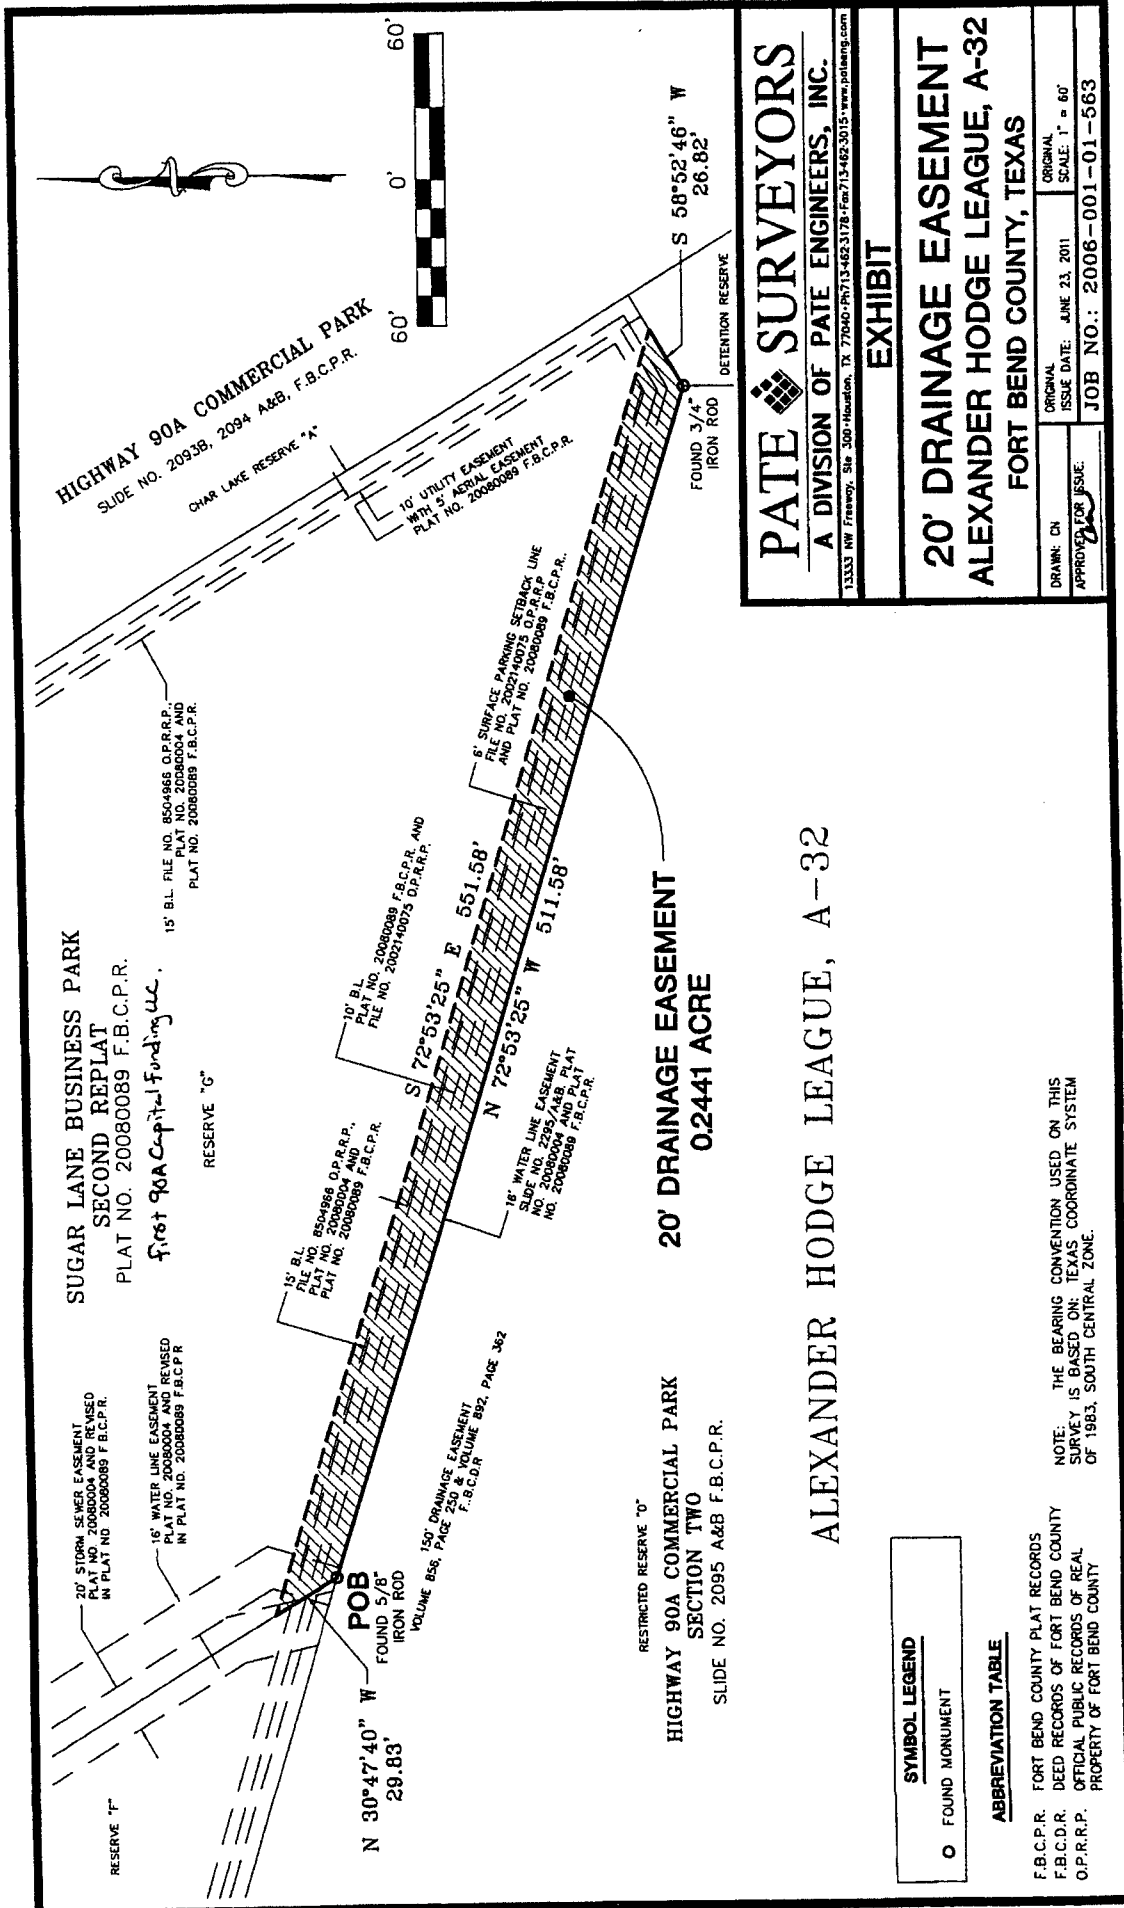 20' STORM SEWER EASEMENT
PLAT NO. 20080004 AND REVISED
IN PLAT NO 20080089 F.B.C.P.R.
16' WATER LINE EASEMENT
PLAT NO. 20080004 AND REVISED
IN PLAT NO. 20080089 F.B.C.P.R
RESERVE "F"
SUGAR LANE BUSINESS PARK
SECOND REPLAT
PLAT NO. 20080089 F.B.C.P.R.
First 90A Capital Funding LLC.
RESERVE "G"
15' B.L. FILE NO. 8504966 O.P.R.R.P.,
PLAT NO. 20080004 AND
PLAT NO. 20080089 F.B.C.P.R.
HIGHWAY 90A COMMERCIAL PARK
SLIDE NO. 2093B, 2094 A&B, F.B.C.P.R.
CHAR LAKE RESERVE "A"
10' UTILITY EASEMENT
WITH 5' AERIAL EASEMENT
PLAT NO. 20080089 F.B.C.P.R.
60' 0' 60'
15' B.L.
FILE NO. 8504966 O.P.R.R.P.,
PLAT NO. 20080004 AND
PLAT NO. 20080089 F.B.C.P.R.
10' B.L.
PLAT NO. 20080089 F.B.C.P.R. AND
FILE NO. 2002140075 O.P.R.R.P.
6' SURFACE PARKING SETBACK LINE
FILE NO. 2002140075 O.P.R.R.P
AND PLAT NO. 20080089 F.B.C.P.R.,
S 72°53'25" E 551.58'
N 72°53'25" W 511.58'
S 58°52'46" W
26.82'
DETENTION RESERVE
FOUND 3/4"
IRON ROD
N 30°47'40" W
29.83'
POB
FOUND 5/8"
IRON ROD
150' DRAINAGE EASEMENT
VOLUME 856, PAGE 250 & VOLUME 892, PAGE 362
F.B.C.D.R
16' WATER LINE EASEMENT
SLIDE NO. 2295/A&B, PLAT
NO. 20080004 AND PLAT
NO. 20080089 F.B.C.P.R.
20' DRAINAGE EASEMENT
0.2441 ACRE
RESTRICTED RESERVE "D"
HIGHWAY 90A COMMERCIAL PARK
SECTION TWO
SLIDE NO. 2095 A&B F.B.C.P.R.
ALEXANDER HODGE LEAGUE, A-32
SYMBOL LEGEND
O FOUND MONUMENT
ABBREVIATION TABLE
F.B.C.P.R. FORT BEND COUNTY PLAT RECORDS
F.B.C.D.R. DEED RECORDS OF FORT BEND COUNTY
O.P.R.R.P. OFFICIAL PUBLIC RECORDS OF REAL
PROPERTY OF FORT BEND COUNTY
NOTE: THE BEARING CONVENTION USED ON THIS
SURVEY IS BASED ON: TEXAS COORDINATE SYSTEM
OF 1983, SOUTH CENTRAL ZONE.
PATE SURVEYORS
A DIVISION OF PATE ENGINEERS, INC.
13333 NW Freeway, Ste 300•Houston, TX 77040•Ph713-462-3178•Fax713-462-3015•www.pateeng.com
EXHIBIT
20' DRAINAGE EASEMENT
ALEXANDER HODGE LEAGUE, A-32
FORT BEND COUNTY, TEXAS
DRAWN: CN
ORIGINAL
ISSUE DATE: JUNE 23, 2011
ORIGINAL
SCALE: 1" = 60'
APPROVED FOR ISSUE:
JOB NO.: 2006-001-01-563